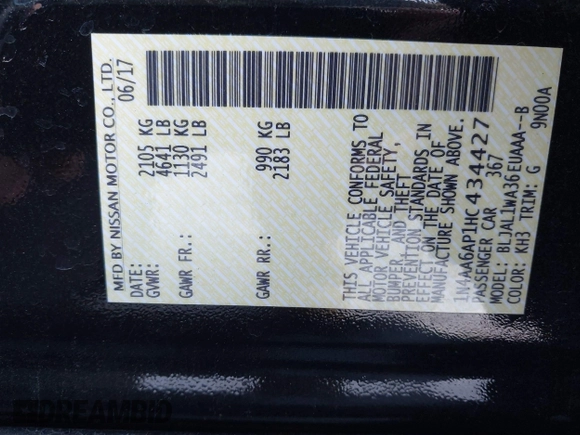 MFD BY NISSAN MOTOR CO., LTD.
DATE: 06/17
GVWR: 2105 KG
4641 LB
GAWR FR.: 1130 KG
2491 LB
GAWR RR.: 990 KG
2183 LB
THIS VEHICLE CONFORMS TO
ALL APPLICABLE FEDERAL
MOTOR VEHICLE SAFETY,
BUMPER, AND THEFT
PREVENTION STANDARDS IN
EFFECT ON THE DATE OF
MANUFACTURE SHOWN ABOVE.
1N4AA6AP1HC434427
PASSENGER CAR 367
MODEL: BLJAL1WA36EUAAA--B
COLOR: KH3 TRIM: G 9N00A
DREAMBID